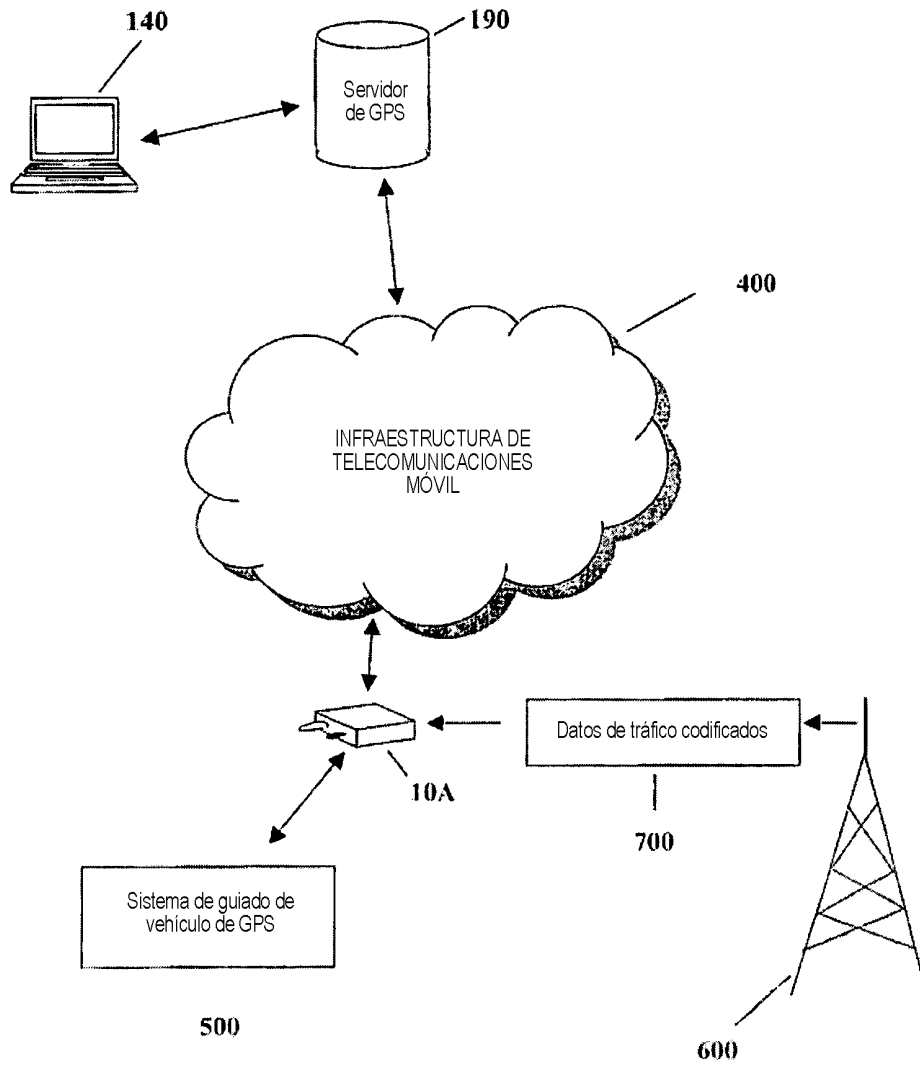 140
190
Servidor
de GPS
400
INFRAESTRUCTURA DE
TELECOMUNICACIONES
MÓVIL
Datos de tráfico codificados
10A
700
Sistema de guiado de
vehículo de GPS
500
600